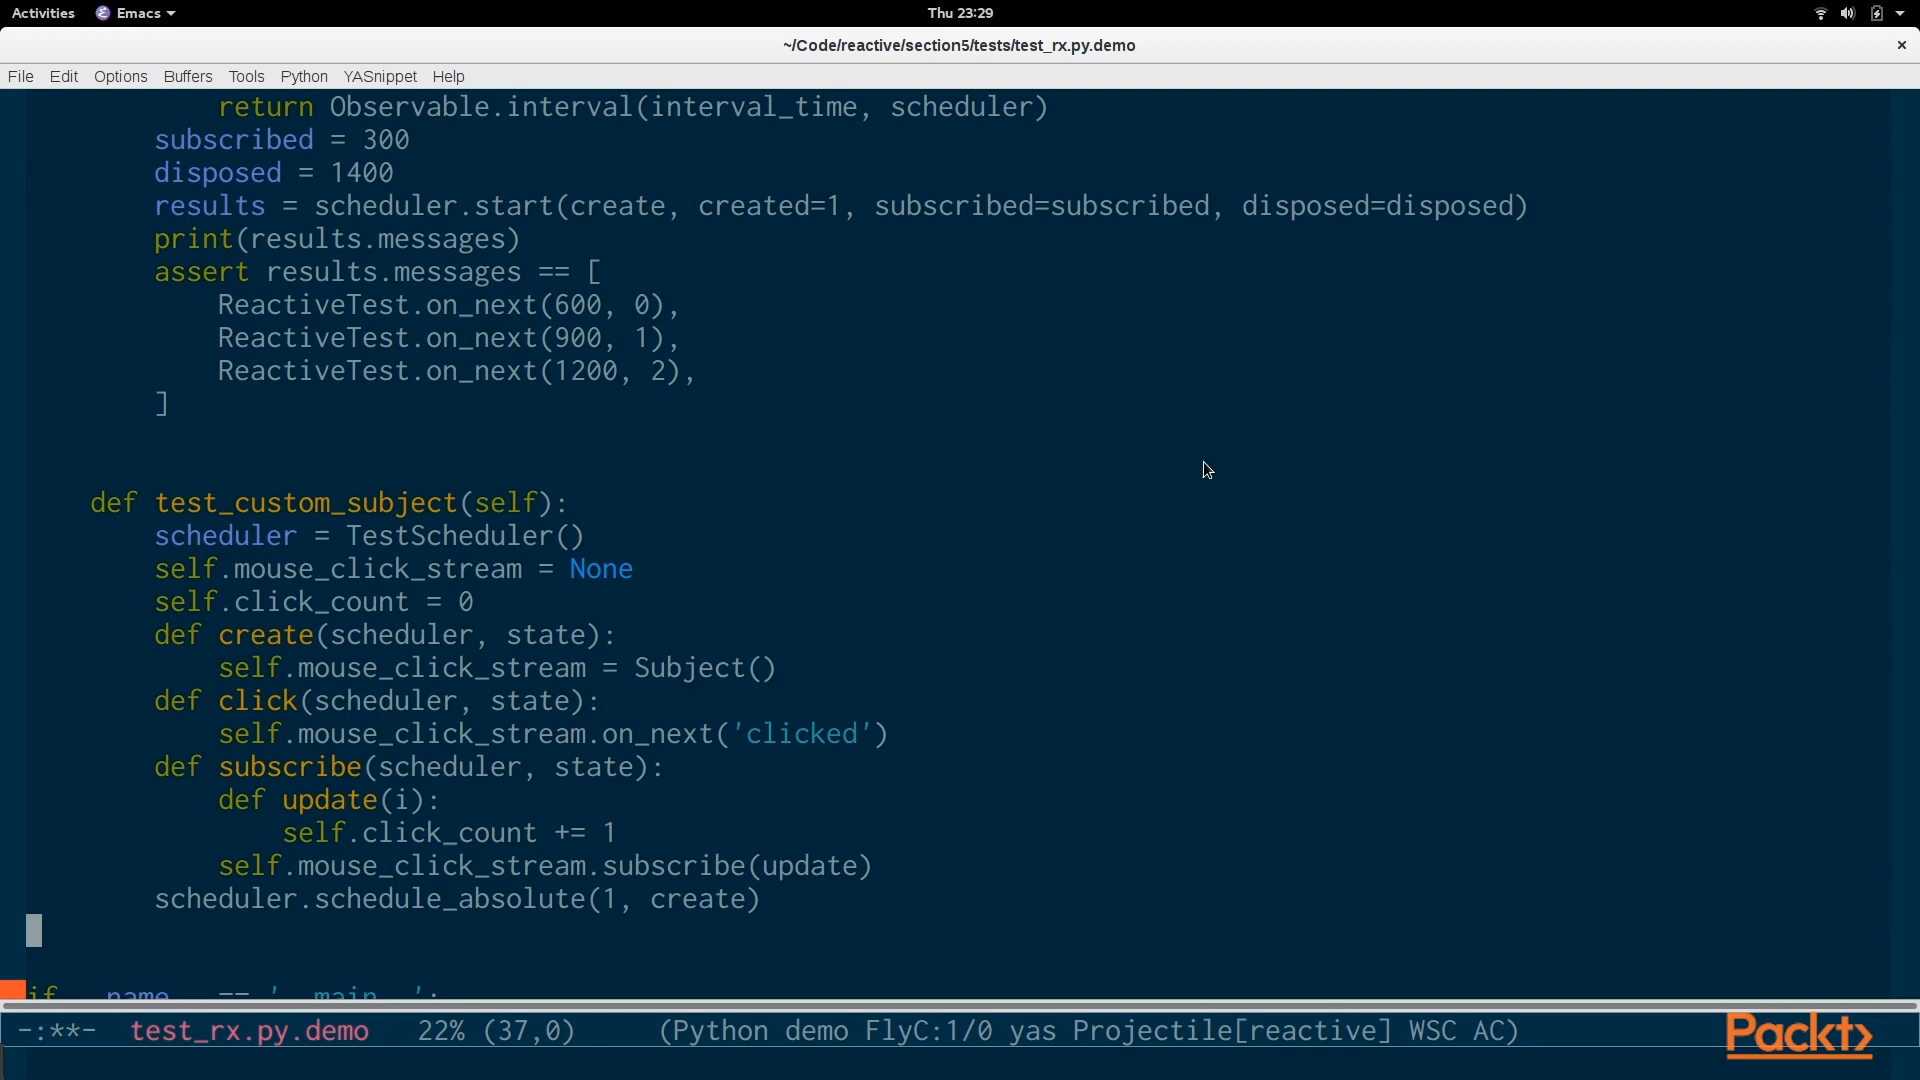 Activities Emacs Thu 23:29
~/Code/reactive/section5/tests/test_rx.py.demo ×
File Edit Options Buffers Tools Python YASnippet Help
return Observable.interval(interval_time, scheduler)
subscribed = 300
disposed = 1400
results = scheduler.start(create, created=1, subscribed=subscribed, disposed=disposed)
print(results.messages)
assert results.messages == [
ReactiveTest.on_next(600, 0),
ReactiveTest.on_next(900, 1),
ReactiveTest.on_next(1200, 2),
]
def test_custom_subject(self):
scheduler = TestScheduler()
self.mouse_click_stream = None
self.click_count = 0
def create(scheduler, state):
self.mouse_click_stream = Subject()
def click(scheduler, state):
self.mouse_click_stream.on_next('clicked')
def subscribe(scheduler, state):
def update(i):
self.click_count += 1
self.mouse_click_stream.subscribe(update)
scheduler.schedule_absolute(1, create)
if __name__ == '__main__':
-:**- test_rx.py.demo 22% (37,0) (Python demo FlyC:1/0 yas Projectile[reactive] WSC AC)
Packt>